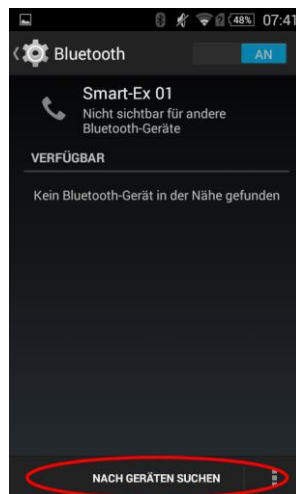 48% 07:41
Bluetooth AN
Smart-Ex 01
Nicht sichtbar für andere
Bluetooth-Geräte
VERFÜGBAR
Kein Bluetooth-Gerät in der Nähe gefunden
NACH GERÄTEN SUCHEN